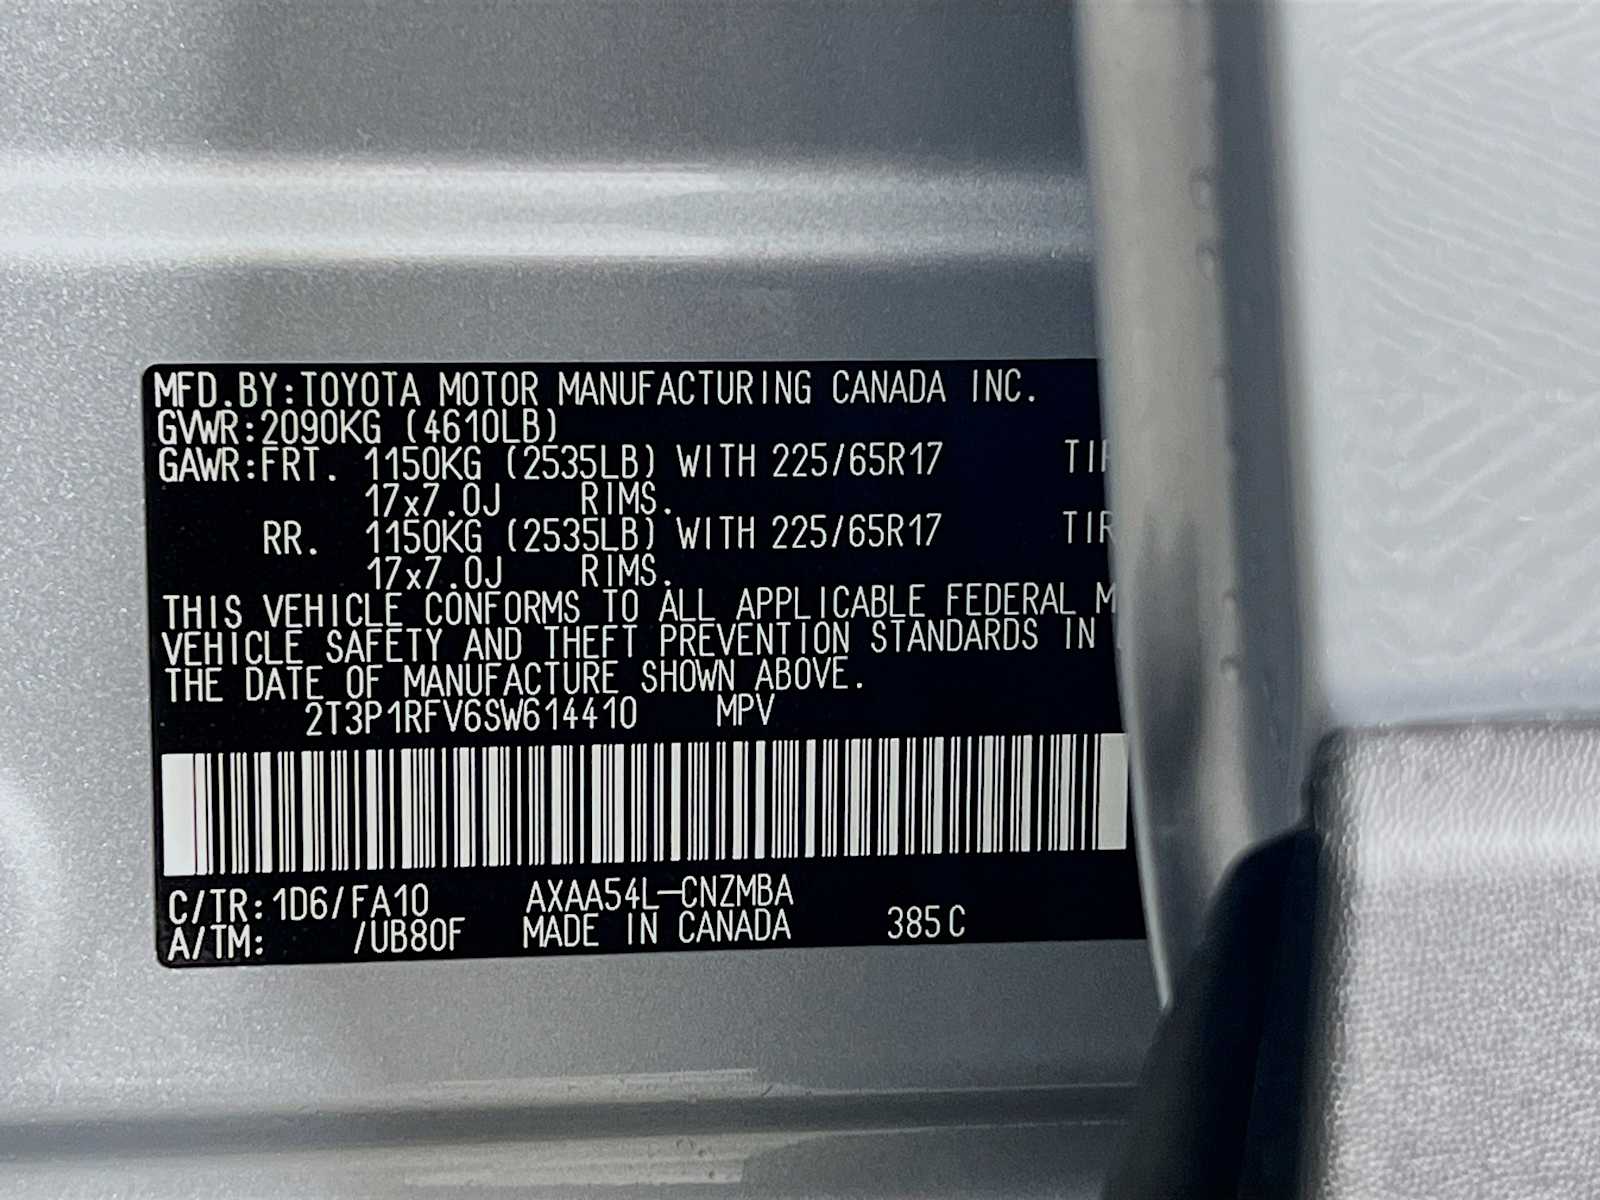 MFD.BY:TOYOTA MOTOR MANUFACTURING CANADA INC.
GVWR:2090KG (4610LB)
GAWR:FRT. 1150KG (2535LB) WITH 225/65R17
17x7.0J RIMS.
RR. 1150KG (2535LB) WITH 225/65R17 TIR
17x7.0J RIMS.
THIS VEHICLE CONFORMS TO ALL APPLICABLE FEDERAL M
VEHICLE SAFETY AND THEFT PREVENTION STANDARDS IN
THE DATE OF MANUFACTURE SHOWN ABOVE.
2T3P1RFV6SW614410 MPV
C/TR:1D6/FA10 AXAA54L-CNZMBA
A/TM: /UB80F MADE IN CANADA 385C